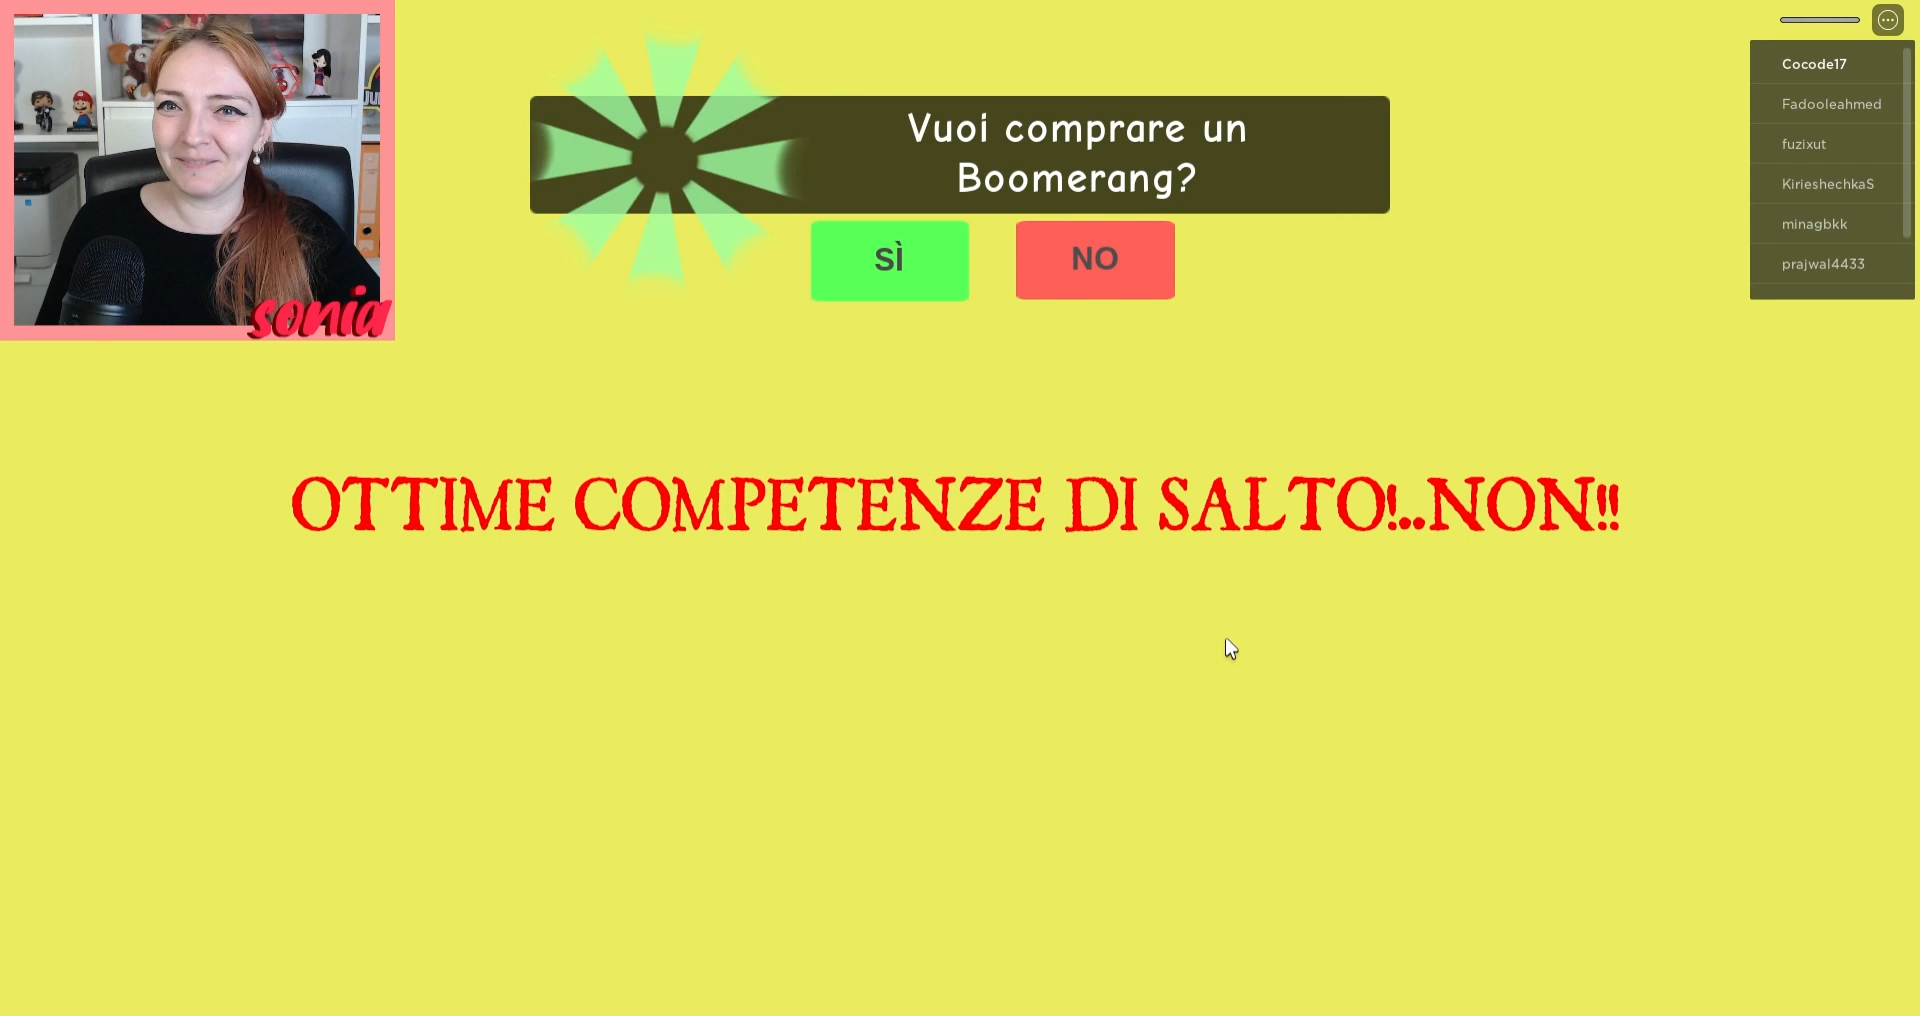 sonia
Vuoi comprare un
Boomerang?
SÌ
NO
Cocode17
Fadooleahmed
fuzixut
KirieshechkaS
minagbkk
prajwal4433
OTTIME COMPETENZE DI SALTO!..NON!!